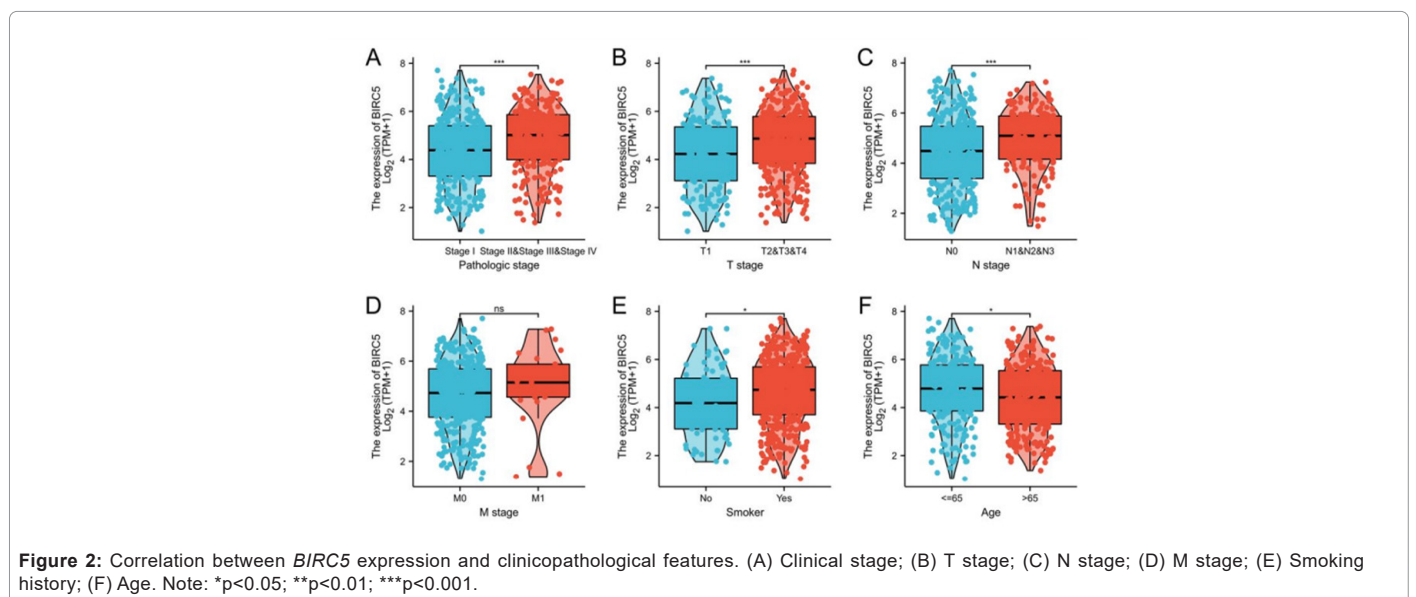 A
B
C
The expression of BIRC5
Log2 (TPM+1)
8
6
4
2
***
Stage I Stage II&Stage III&Stage IV
Pathologic stage
The expression of BIRC5
Log2 (TPM+1)
8
6
4
2
***
T1 T2&T3&T4
T stage
The expression of BIRC5
Log2 (TPM+1)
8
6
4
2
***
N0 N1&N2&N3
N stage
D
E
F
The expression of BIRC5
Log2 (TPM+1)
8
6
4
2
ns
M0 M1
M stage
The expression of BIRC5
Log2 (TPM+1)
8
6
4
2
*
No Yes
Smoker
The expression of BIRC5
Log2 (TPM+1)
8
6
4
2
*
<=65 >65
Age
Figure 2: Correlation between BIRC5 expression and clinicopathological features. (A) Clinical stage; (B) T stage; (C) N stage; (D) M stage; (E) Smoking
history; (F) Age. Note: *p<0.05; **p<0.01; ***p<0.001.